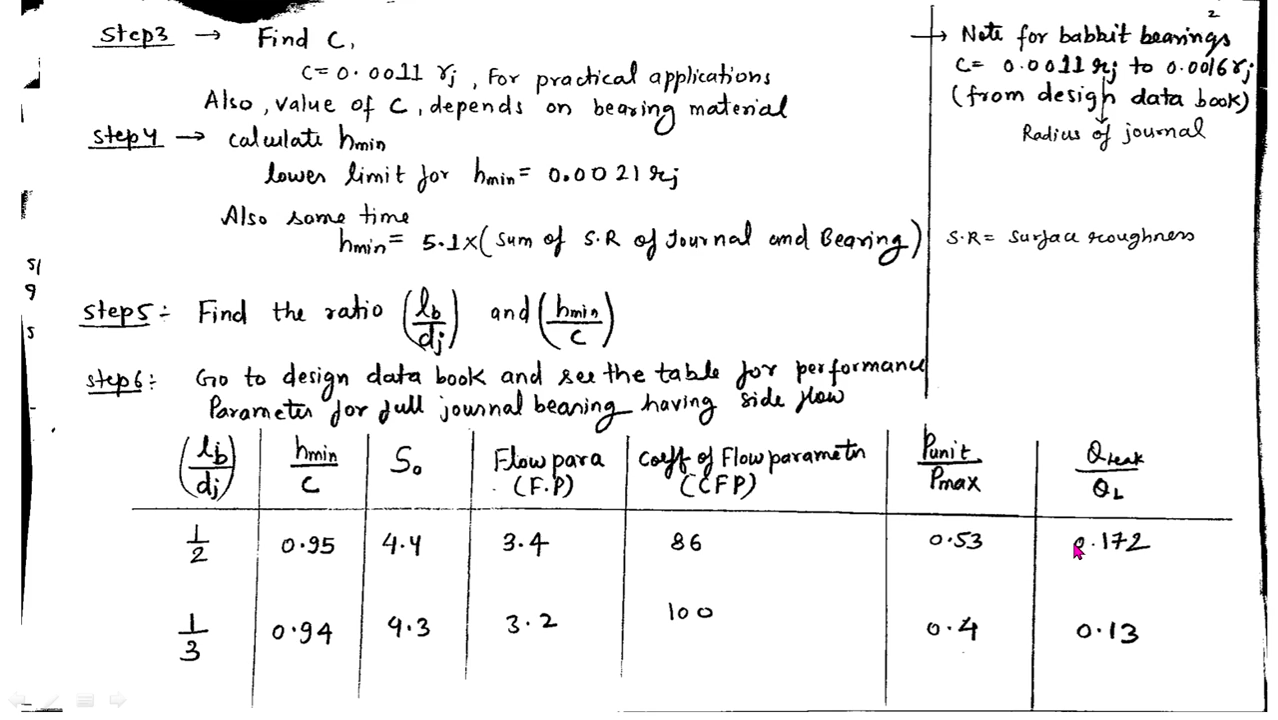 2
Step3 → Find C,
C = 0.0011 rj , For practical applications
Also, value of C, depends on bearing material
Step4 → Calculate hmin
lower limit for hmin = 0.0021 rj
Also some time
hmin = 5.1 × (Sum of S.R of Journal and Bearing)
→ Note for babbit bearings
C = 0.0011 rj to 0.0016 rj
(from design data book)
Radius of journal
S.R = Surface roughness
51
9
5
Step5:- Find the ratio (lb/dj) and (hmin/C)
Step6:- Go to design data book and see the table for performance
Parameter for full journal bearing having side flow
(lb/dj) hmin/C So Flow para (F.P) Coeff of Flow parameter (CFP) Punit/Pmax Qleak/QL
1/2 0.95 4.4 3.4 86 0.53 0.172
1/3 0.94 4.3 3.2 100 0.4 0.13